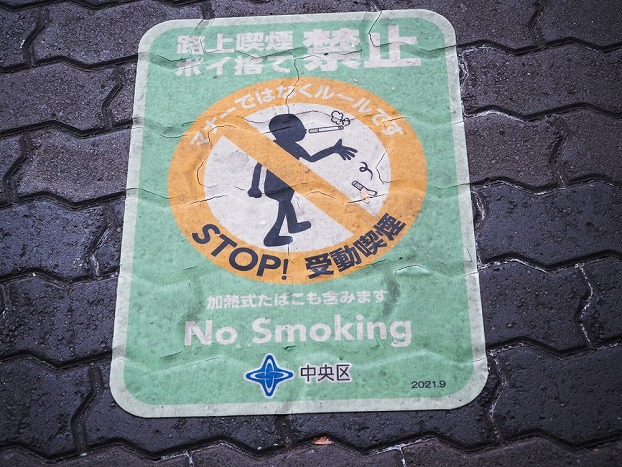 路上喫煙
ポイ捨て 禁止
マナーではなくルールです
STOP! 受動喫煙
加熱式たばこも含みます
No Smoking
中央区
2021.9